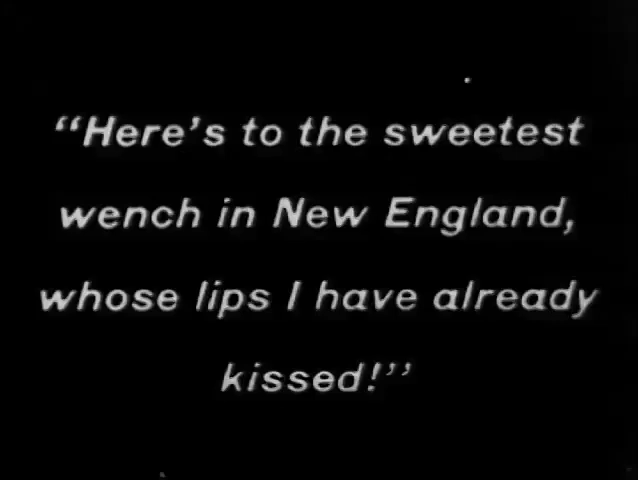 “Here’s to the sweetest
wench in New England,
whose lips I have already
kissed!’’